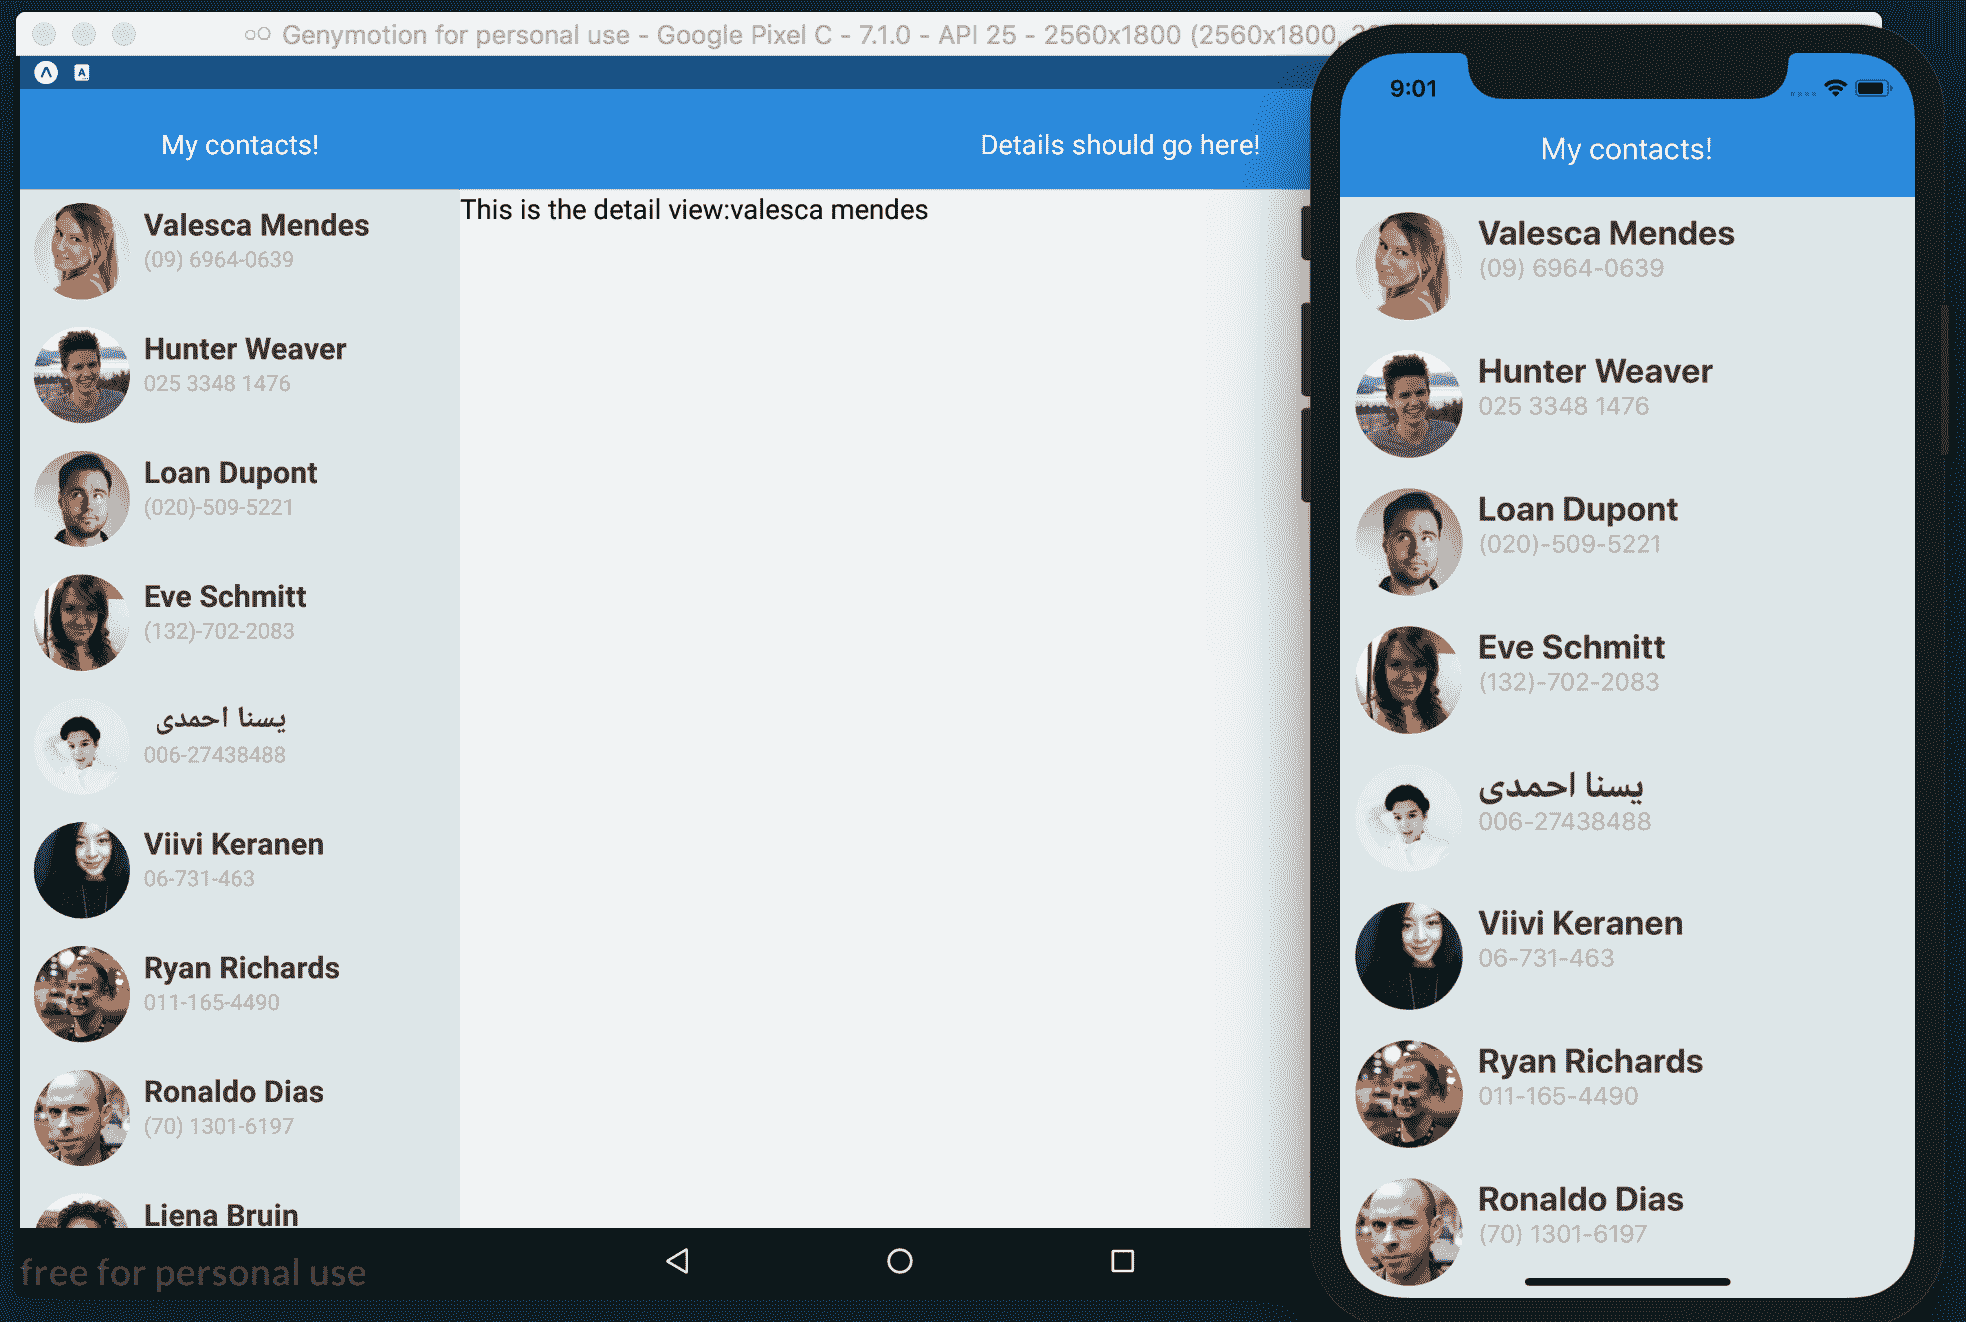 Genymotion for personal use - Google Pixel C - 7.1.0 - API 25 - 2560x1800 (2560x1800,
A
My contacts!
Details should go here!
Valesca Mendes
(09) 6964-0639
Hunter Weaver
025 3348 1476
Loan Dupont
(020)-509-5221
Eve Schmitt
(132)-702-2083
يسنا احمدی
006-27438488
Viivi Keranen
06-731-463
Ryan Richards
011-165-4490
Ronaldo Dias
(70) 1301-6197
Liena Bruin
This is the detail view:valesca mendes
free for personal use
9:01
My contacts!
Valesca Mendes
(09) 6964-0639
Hunter Weaver
025 3348 1476
Loan Dupont
(020)-509-5221
Eve Schmitt
(132)-702-2083
يسنا احمدی
006-27438488
Viivi Keranen
06-731-463
Ryan Richards
011-165-4490
Ronaldo Dias
(70) 1301-6197